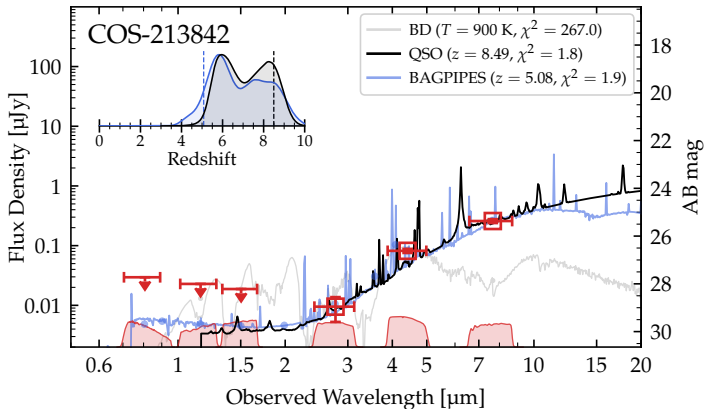 COS-213842
BD (T = 900 K, χ² = 267.0)
QSO (z = 8.49, χ² = 1.8)
BAGPIPES (z = 5.08, χ² = 1.9)
0 2 4 6 8 10
Redshift
100
10
1
0.1
0.01
Flux Density [μJy]
18
20
22
24
26
28
30
AB mag
0.6 1 1.5 2 3 4 5 7 10 15 20
Observed Wavelength [μm]